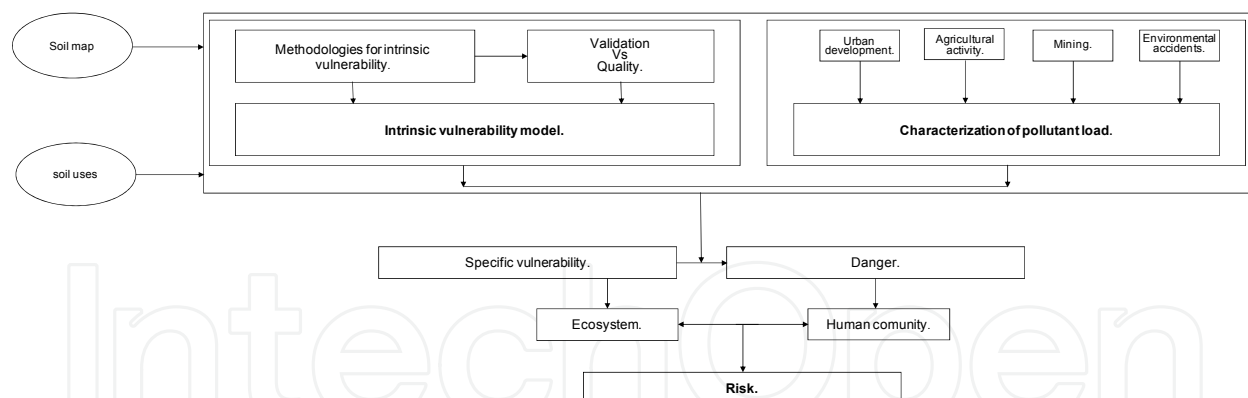 Soil map
Methodologies for intrinsic
vulnerability.
Validation
Vs
Quality.
Intrinsic vulnerability model.
Urban
development.
Agricultural
activity.
Mining.
Environmental
accidents.
Characterization of pollutant load.
soil uses
Specific vulnerability.
Danger.
Ecosystem.
Human comunity.
Risk.
IntechOpen